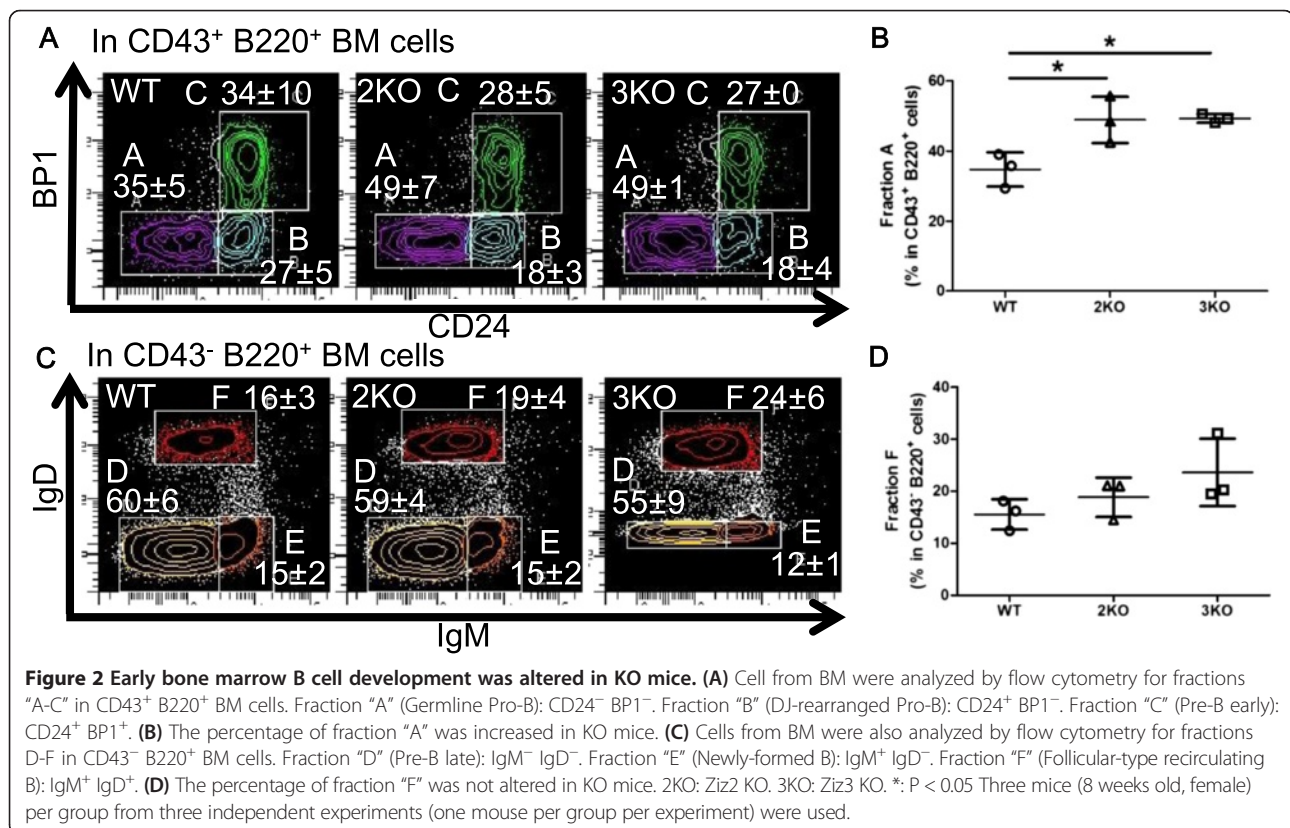 A In CD43+ B220+ BM cells
WT C 34±10
A
35±5
B
27±5
2KO C 28±5
A
49±7
B
18±3
3KO C 27±0
A
49±1
B
18±4
BP1
CD24
B
* 
*
60
40
20
0
Fraction A
(% in CD43+ B220+ cells)
WT 2KO 3KO
C In CD43- B220+ BM cells
WT F 16±3
D
60±6
E
15±2
2KO F 19±4
D
59±4
E
15±2
3KO F 24±6
D
55±9
E
12±1
IgD
IgM
D
40
30
20
10
0
Fraction F
(% in CD43- B220+ cells)
WT 2KO 3KO
Figure 2 Early bone marrow B cell development was altered in KO mice. (A) Cell from BM were analyzed by flow cytometry for fractions
“A-C” in CD43+ B220+ BM cells. Fraction “A” (Germline Pro-B): CD24− BP1−. Fraction “B” (DJ-rearranged Pro-B): CD24+ BP1−. Fraction “C” (Pre-B early):
CD24+ BP1+. (B) The percentage of fraction “A” was increased in KO mice. (C) Cells from BM were also analyzed by flow cytometry for fractions
D-F in CD43− B220+ BM cells. Fraction “D” (Pre-B late): IgM− IgD−. Fraction “E” (Newly-formed B): IgM+ IgD−. Fraction “F” (Follicular-type recirculating
B): IgM+ IgD+. (D) The percentage of fraction “F” was not altered in KO mice. 2KO: Ziz2 KO. 3KO: Ziz3 KO. *: P < 0.05 Three mice (8 weeks old, female)
per group from three independent experiments (one mouse per group per experiment) were used.